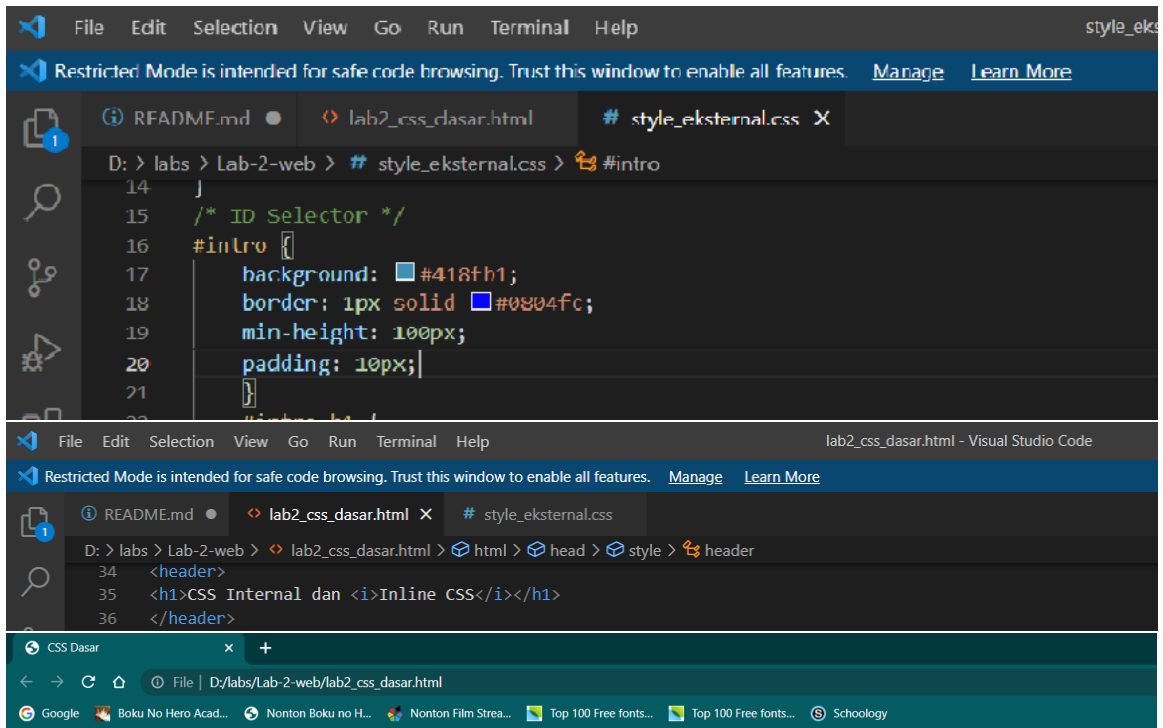 File Edit Selection View Go Run Terminal Help style_eks
Restricted Mode is intended for safe code browsing. Trust this window to enable all features. Manage Learn More
README.md lab2_css_dasar.html # style_eksternal.css X
1
D: > labs > Lab-2-web > # style_eksternal.css > #intro
14 }
15 /* ID Selector */
16 #intro {
17 background: #418fb1;
18 border: 1px solid #0804fc;
19 min-height: 100px;
20 padding: 10px;
21 }
File Edit Selection View Go Run Terminal Help lab2_css_dasar.html - Visual Studio Code
Restricted Mode is intended for safe code browsing. Trust this window to enable all features. Manage Learn More
README.md <> lab2_css_dasar.html X # style_eksternal.css
1
D: > labs > Lab-2-web > <> lab2_css_dasar.html > html > head > style > header
34 <header>
35 <h1>CSS Internal dan <i>Inline CSS</i></h1>
36 </header>
CSS Dasar × +
File | D:/labs/Lab-2-web/lab2_css_dasar.html
Google Boku No Hero Acad... Nonton Boku no H... Nonton Film Strea... Top 100 Free fonts... Top 100 Free fonts... Schoology